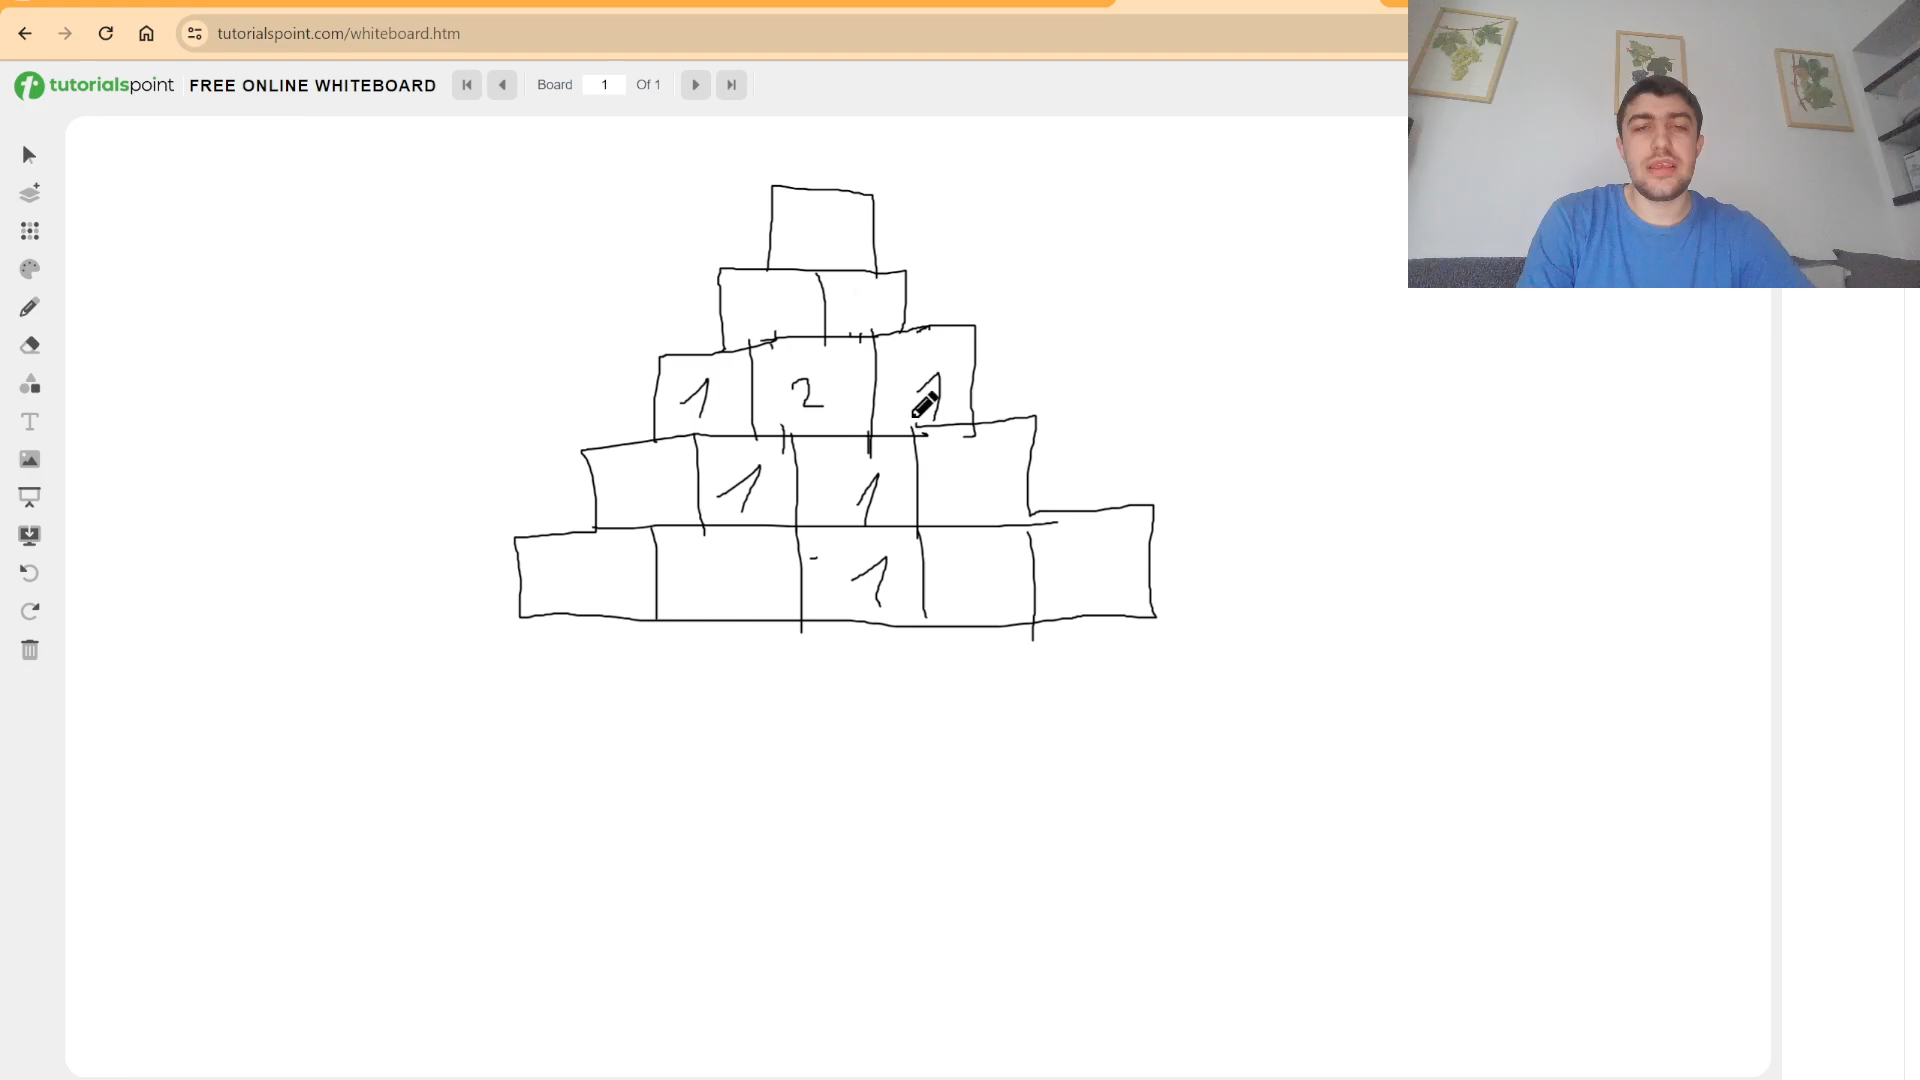 tutorialspoint.com/whiteboard.htm
tutorialspoint FREE ONLINE WHITEBOARD Board 1 Of 1
1 2 1
1 1
1